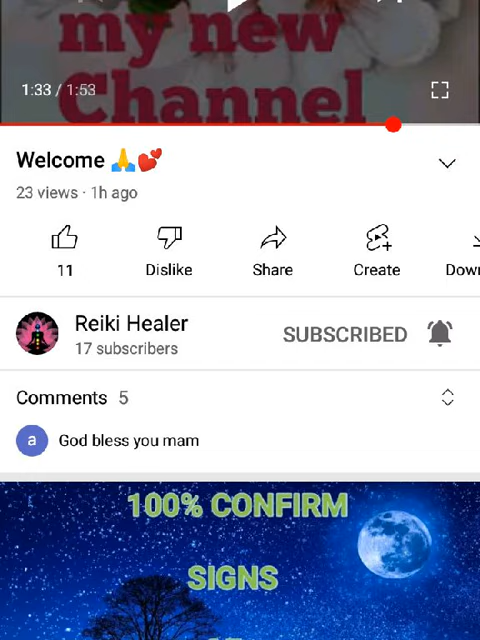 my new
1:33 / 1:53
Channel
Welcome 🙏💕
23 views · 1h ago
11
Dislike
Share
Create
Down
Reiki Healer
17 subscribers
SUBSCRIBED
Comments 5
a
God bless you mam
100% CONFIRM
SIGNS